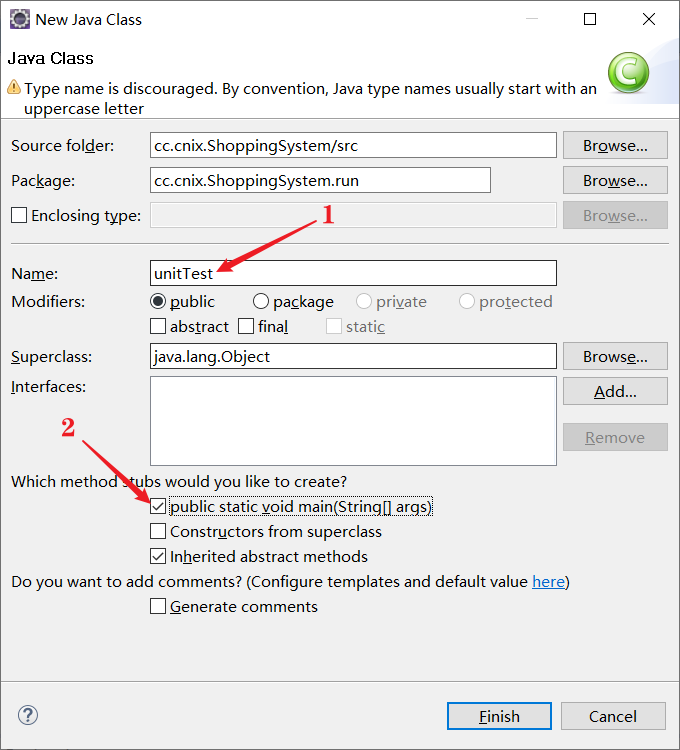 New Java Class
Java Class
Type name is discouraged. By convention, Java type names usually start with an
uppercase letter
Source folder: cc.cnix.ShoppingSystem/src Browse...
Package: cc.cnix.ShoppingSystem.run Browse...
Enclosing type: Browse...
1
Name: unitTest
Modifiers: public package private protected
abstract final static
Superclass: java.lang.Object Browse...
Interfaces: Add...
2
Remove
Which method stubs would you like to create?
public static void main(String[] args)
Constructors from superclass
Inherited abstract methods
Do you want to add comments? (Configure templates and default value here)
Generate comments
? Finish Cancel